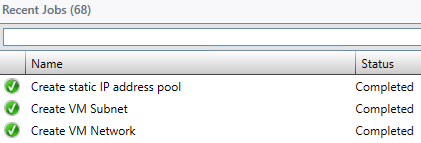 Recent Jobs (68)
Name Status
Create static IP address pool Completed
Create VM Subnet Completed
Create VM Network Completed